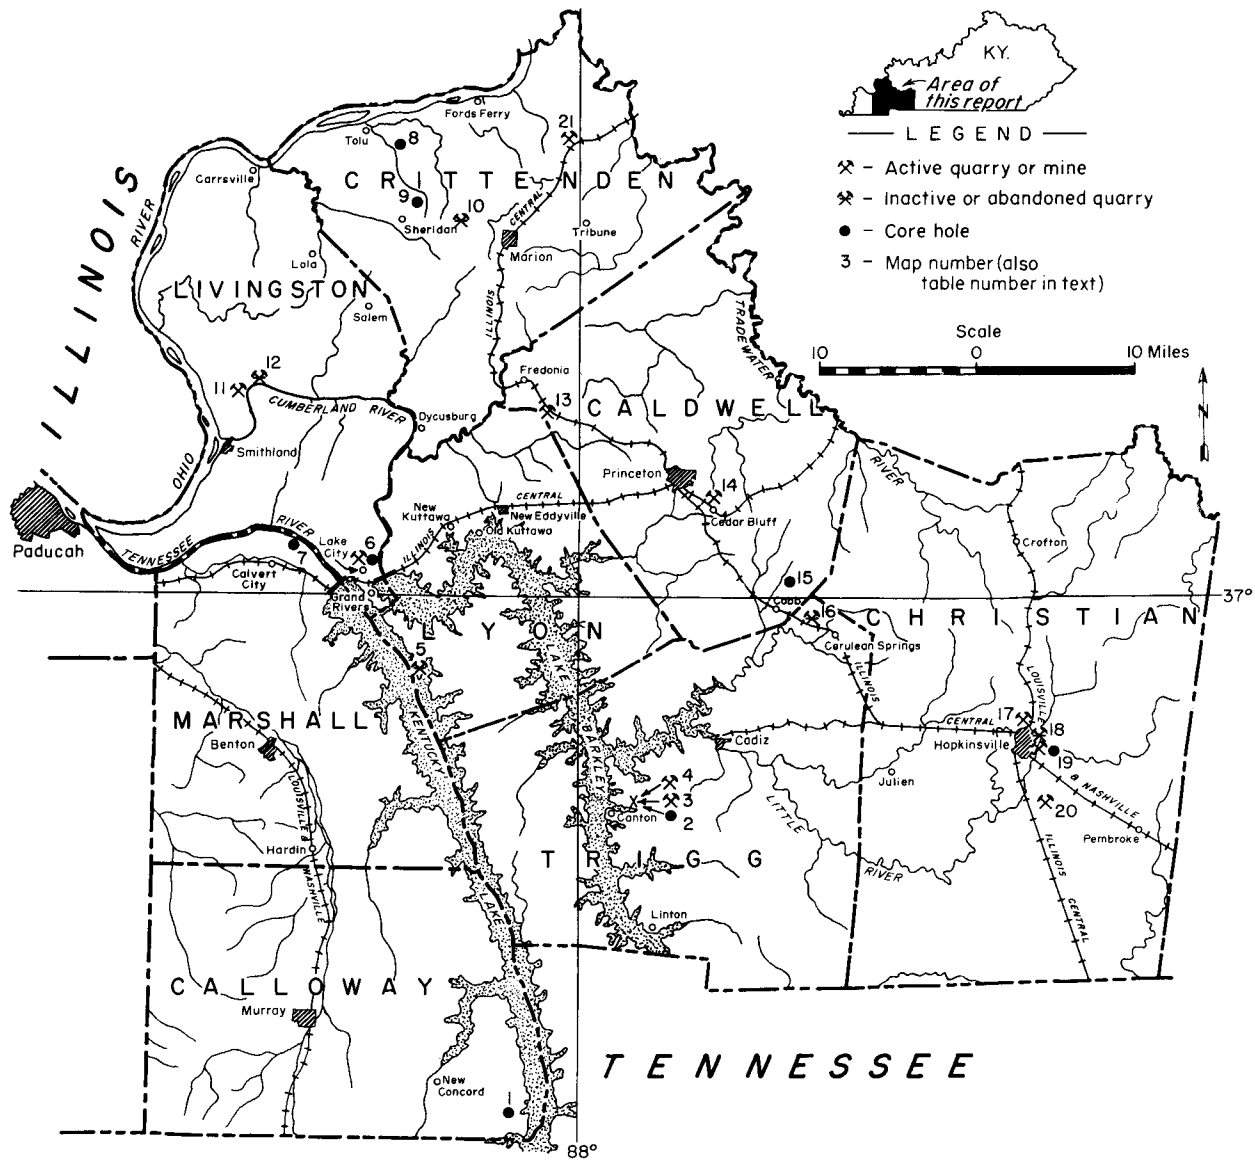 KY.
Area of
this report
LEGEND
- Active quarry or mine
- Inactive or abandoned quarry
- Core hole
3 - Map number (also
table number in text)
Scale
10 0 10 Miles
N
ILLINOIS
OHIO
RIVER
Fords Ferry
Tolu
8
21
Carrsville
CRITTENDEN
9
10
Sheridan
CENTRAL
Tribune
Marion
Lola
LIVINGSTON
Salem
ILLINOIS
TRADEWATER
RIVER
11
12
CUMBERLAND RIVER
Dycusburg
Fredonia
13
CALDWELL
Smithland
Princeton
14
Cedar Bluff
CENTRAL
New
Kuttawa
New Eddyville
Old Kuttawa
ILLINOIS
Paducah
TENNESSEE
RIVER
Lake
City
6
7
Calvert
City
Grand
Rivers
Crofton
15
Cobb
16
37°
LYON
LAKE
BARKLEY
CHRISTIAN
Cerulean Springs
ILLINOIS
CENTRAL
LOUISVILLE
& NASHVILLE
5
KENTUCKY
LAKE
MARSHALL
Benton
LOUISVILLE &
NASHVILLE
Hardin
Cadiz
17
18
Hopkinsville
19
Julien
20
Pembroke
4
3
2
Canton
LITTLE
RIVER
TRIGG
ILLINOIS
CENTRAL
Linton
CALLOWAY
Murray
New
Concord
1
TENNESSEE
88°